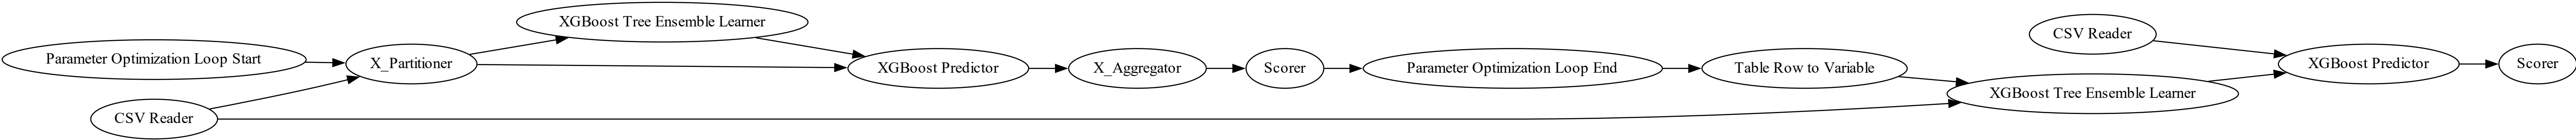 Parameter Optimization Loop Start
CSV Reader
X_Partitioner
XGBoost Tree Ensemble Learner
XGBoost Predictor
X_Aggregator
Scorer
Parameter Optimization Loop End
Table Row to Variable
CSV Reader
XGBoost Tree Ensemble Learner
XGBoost Predictor
Scorer